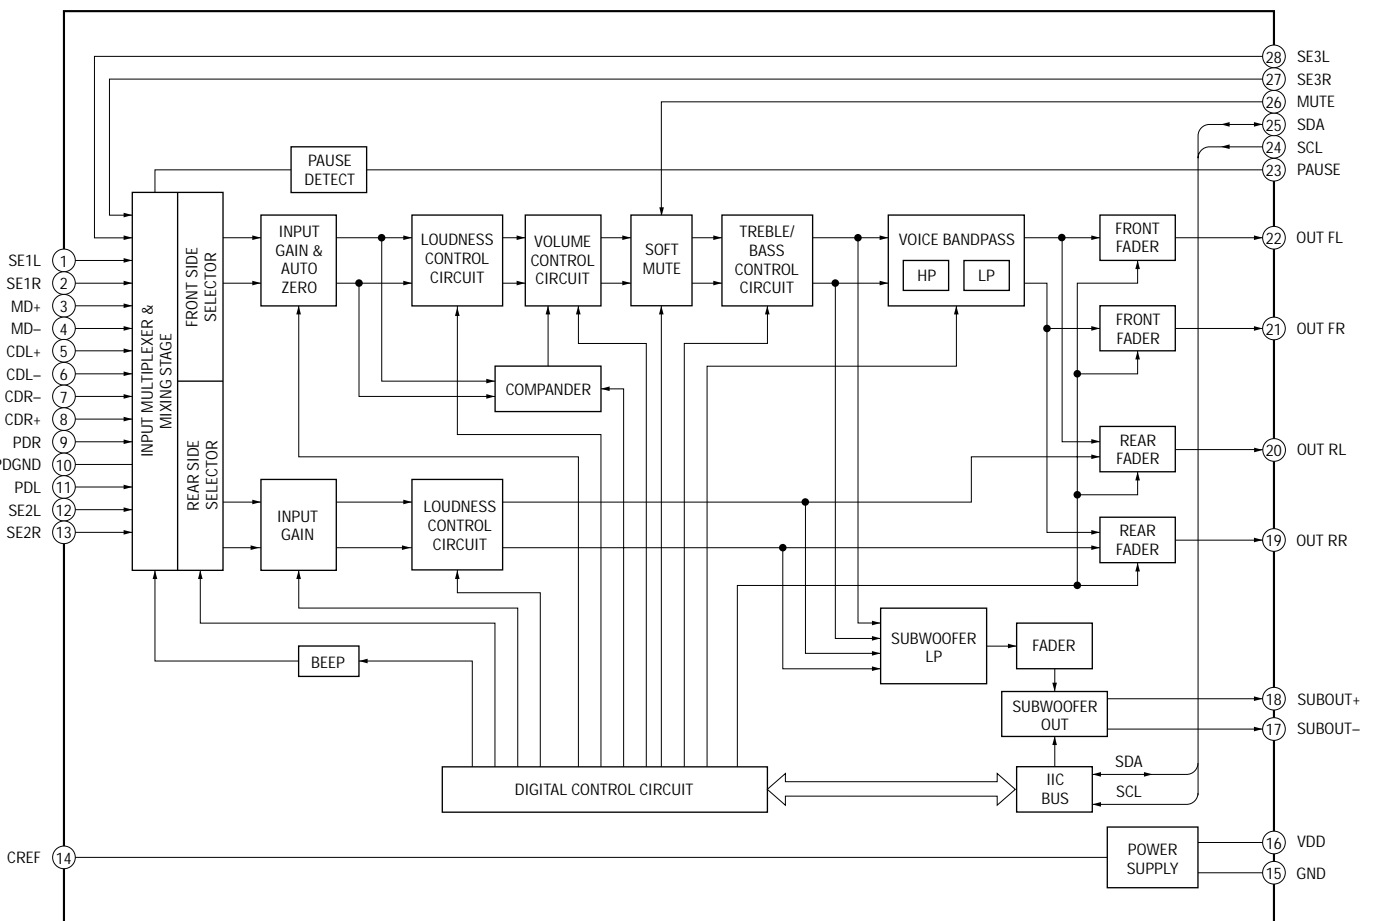 28 SE3L
27 SE3R
26 MUTE
25 SDA
24 SCL
23 PAUSE
PAUSE
DETECT
INPUT MULTIPLEXER &
MIXING STAGE
FRONT SIDE
SELECTOR
REAR SIDE
SELECTOR
INPUT
GAIN &
AUTO
ZERO
LOUDNESS
CONTROL
CIRCUIT
VOLUME
CONTROL
CIRCUIT
SOFT
MUTE
TREBLE/
BASS
CONTROL
CIRCUIT
VOICE BANDPASS
HP
LP
FRONT
FADER
22 OUT FL
SE1L 1
SE1R 2
MD+ 3
MD– 4
CDL+ 5
CDL– 6
CDR– 7
CDR+ 8
PDR 9
PDGND 10
PDL 11
SE2L 12
SE2R 13
FRONT
FADER
21 OUT FR
COMPANDER
REAR
FADER
20 OUT RL
INPUT
GAIN
LOUDNESS
CONTROL
CIRCUIT
REAR
FADER
19 OUT RR
BEEP
SUBWOOFER
LP
FADER
SUBWOOFER
OUT
18 SUBOUT+
17 SUBOUT–
DIGITAL CONTROL CIRCUIT
IIC
BUS
SDA
SCL
CREF 14
POWER
SUPPLY
16 VDD
15 GND